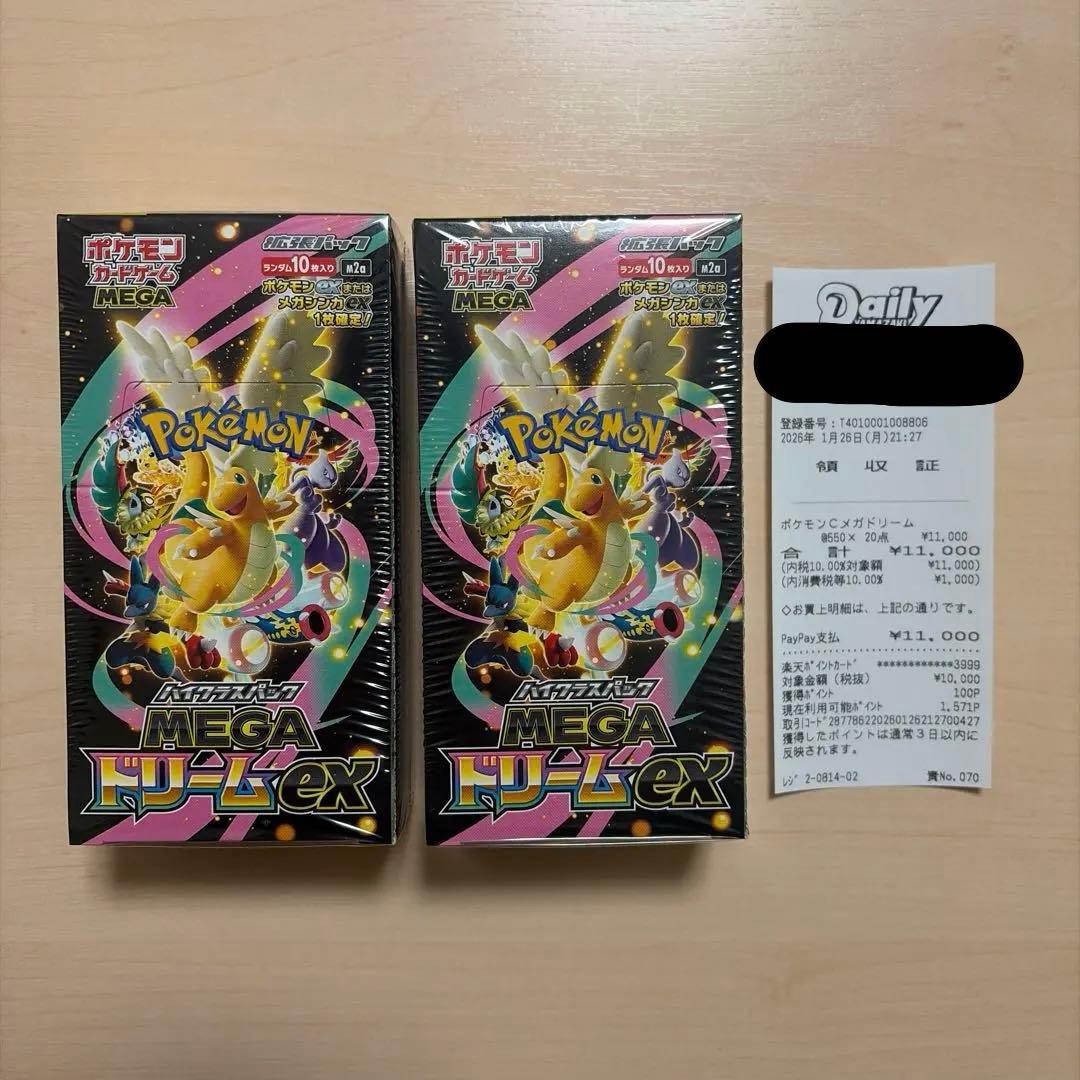 ポケモン
カードゲーム
MEGA
拡張パック
ランダム10枚入り M2a
ポケモンexまたは
メガシンカex
1枚確定!
POKÉMON
ハイクラスパック
MEGA
ドリームex
ポケモン
カードゲーム
MEGA
拡張パック
ランダム10枚入り M2a
ポケモンexまたは
メガシンカex
1枚確定!
POKÉMON
ハイクラスパック
MEGA
ドリームex
Daily
YAMAZAKI
登録番号:T4010001008806
2026年 1月26日(月)21:27
領 収 証
ポケモンCメガドリーム
@550× 20点 ¥11,000
合 計 ¥11,000
(内税10.00%対象額 ¥11,000)
(内消費税等10.00% ¥1,000)
◇お買上明細は、上記の通りです。
PayPay支払 ¥11,000
楽天ポイントカード ************3999
対象金額(税抜) ¥10,000
獲得ポイント 100P
現在利用可能ポイント 1,571P
取引コード 2877862202601262127 00427
獲得したポイントは通常3日以内に
反映されます。
レジ 2-0814-02 責No.070